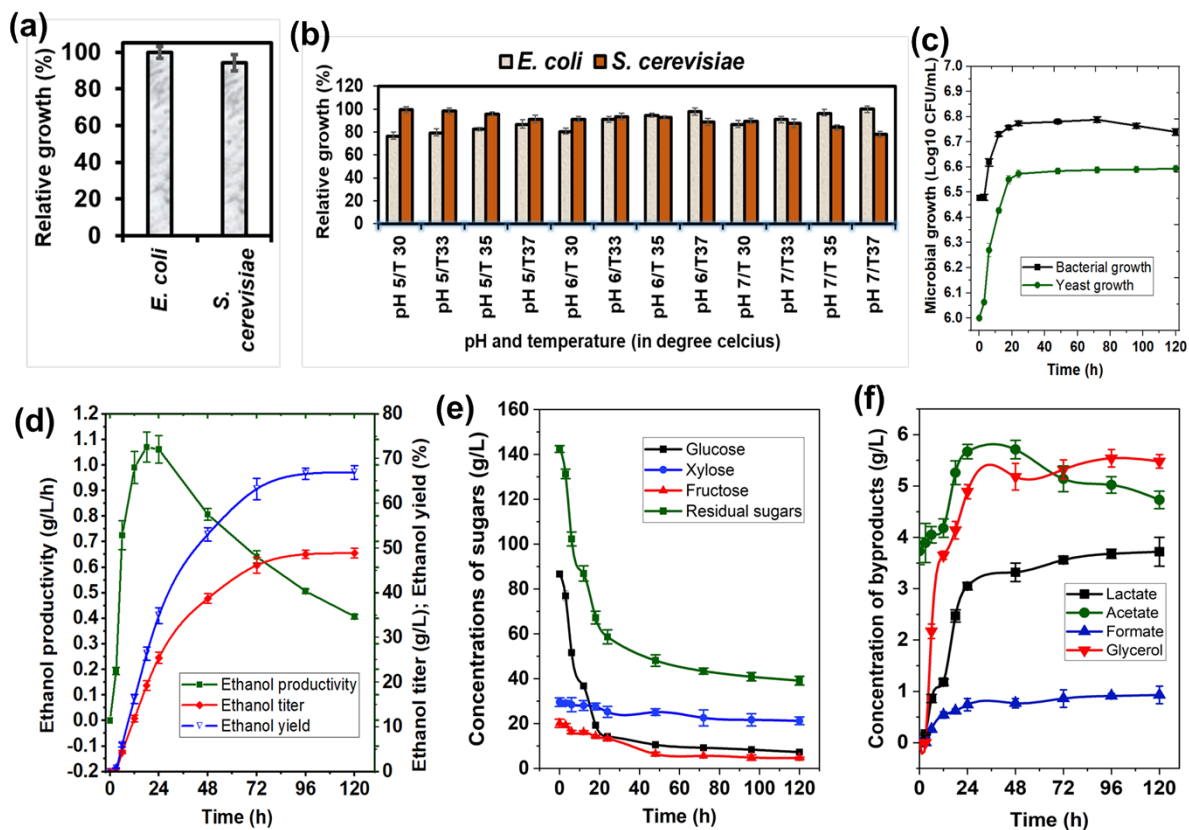 (a)
Relative growth (%)
100
80
60
40
20
0
E. coli
S.
cerevisiae
(b)
E. coli
S. cerevisiae
Relative growth (%)
120
100
80
60
40
20
0
pH 5/T 30
pH 5/T33
pH 5/T 35
pH 5/T37
pH 6/T 30
pH 6/T33
pH 6/T 35
pH 6/T37
pH 7/T 30
pH 7/T33
pH 7/T 35
pH 7/T37
pH and temperature (in degree celcius)
(c)
Microbial growth (Log10 CFU/mL)
7.0
6.9
6.8
6.7
6.6
6.5
6.4
6.3
6.2
6.1
6.0
Bacterial growth
Yeast growth
0 20 40 60 80 100 120
Time (h)
(d)
Ethanol productivity (g/L/h)
1.2
1.1
1.0
0.9
0.8
0.7
0.6
0.5
0.4
0.3
0.2
0.1
0.0
-0.1
-0.2
Ethanol productivity
Ethanol titer
Ethanol yield
80
70
60
50
40
30
20
10
0
Ethanol titer (g/L); Ethanol yield (%)
0 24 48 72 96 120
Time (h)
(e)
Concentrations of sugars (g/L)
160
140
120
100
80
60
40
20
0
Glucose
Xylose
Fructose
Residual sugars
0 20 40 60 80 100 120
Time (h)
(f)
Concentration of byproducts (g/L)
6
5
4
3
2
1
0
Lactate
Acetate
Formate
Glycerol
0 24 48 72 96 120
Time (h)